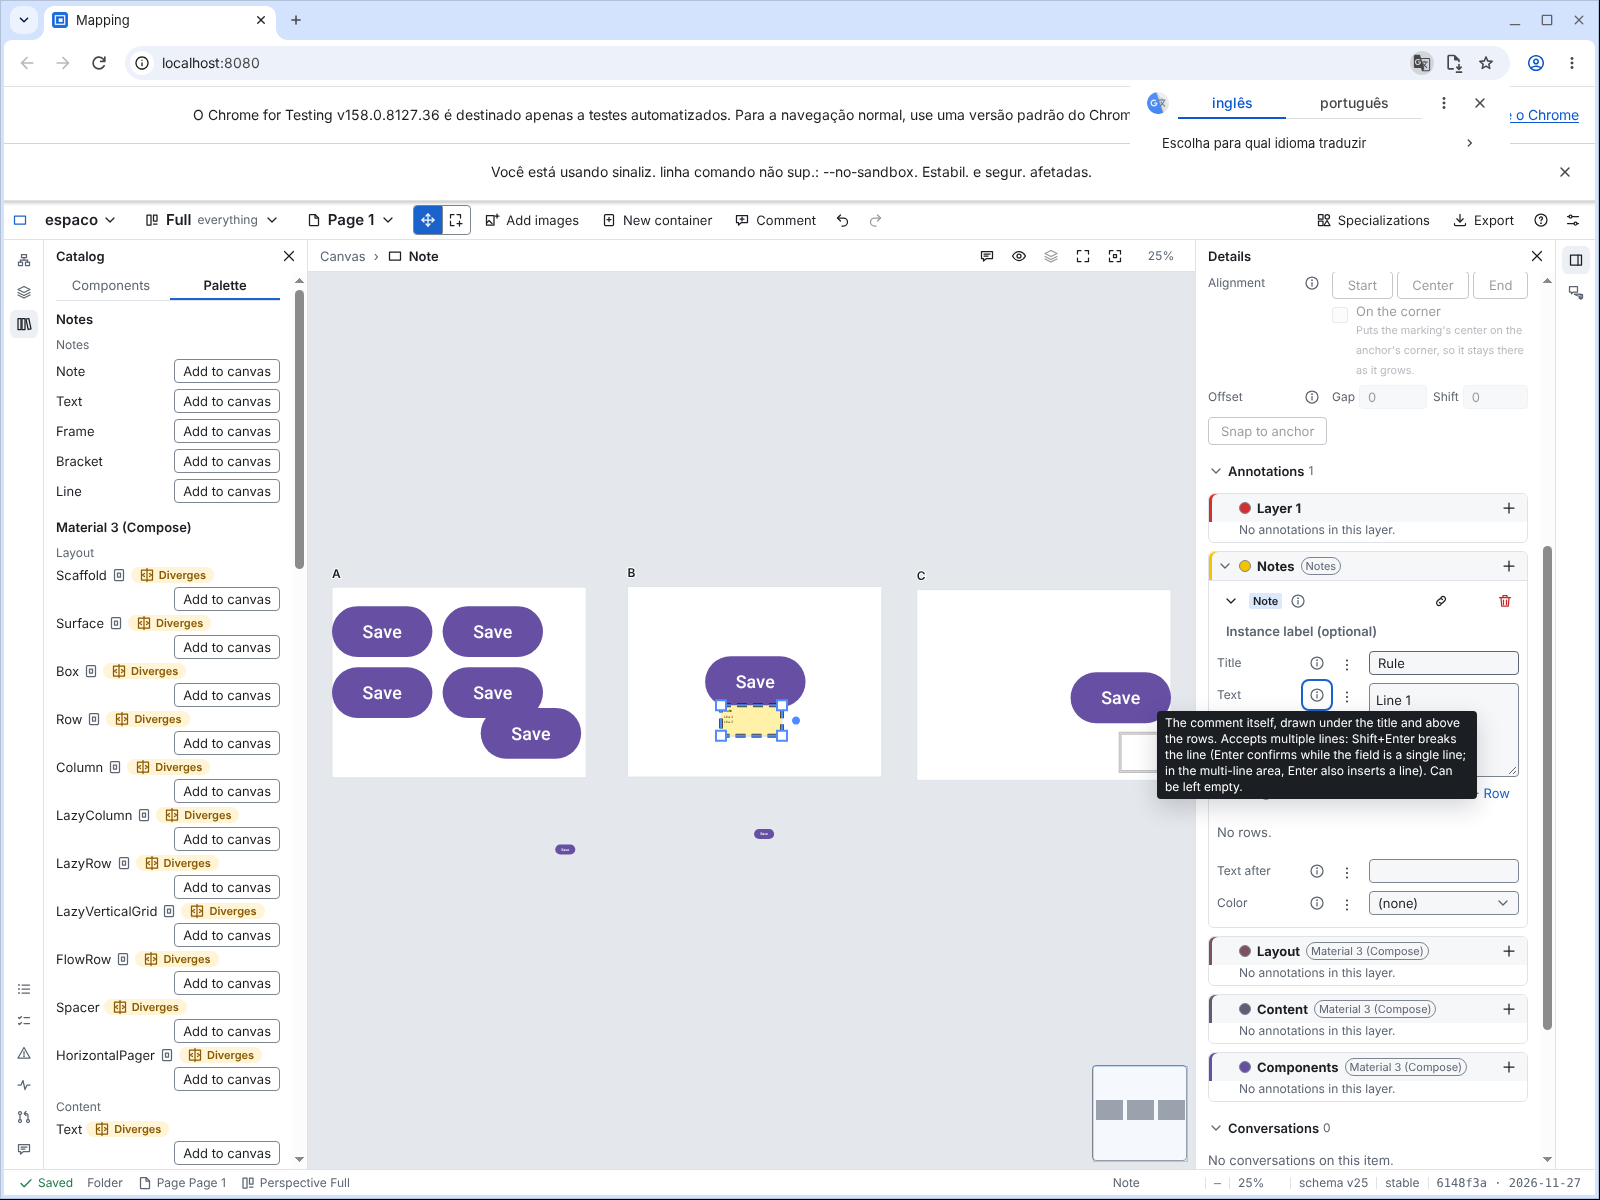 Mapping
localhost:8080
O Chrome for Testing v158.0.8127.36 é destinado apenas a testes automatizados. Para a navegação normal, use uma versão padrão do Chrom
e o Chrome
inglês
português
Escolha para qual idioma traduzir
Você está usando sinaliz. linha comando não sup.: --no-sandbox. Estabil. e segur. afetadas.
espaco
Full everything
Page 1
Add images
New container
Comment
Specializations
Export
Catalog
Components
Palette
Notes
Notes
Note Add to canvas
Text Add to canvas
Frame Add to canvas
Bracket Add to canvas
Line Add to canvas
Material 3 (Compose)
Layout
Scaffold Diverges
Add to canvas
Surface Diverges
Add to canvas
Box Diverges
Add to canvas
Row Diverges
Add to canvas
Column Diverges
Add to canvas
LazyColumn Diverges
Add to canvas
LazyRow Diverges
Add to canvas
LazyVerticalGrid Diverges
Add to canvas
FlowRow Diverges
Add to canvas
Spacer Diverges
Add to canvas
HorizontalPager Diverges
Add to canvas
Content
Text Diverges
Add to canvas
Canvas › Note
25%
A
Save Save
Save Save
Save
B
Save
C
Save
Save
Save
Details
Alignment Start Center End
On the corner
Puts the marking's center on the
anchor's corner, so it stays there
as it grows.
Offset Gap 0 Shift 0
Snap to anchor
Annotations 1
Layer 1
No annotations in this layer.
Notes Notes
Note
Instance label (optional)
Title Rule
Text Line 1
The comment itself, drawn under the title and above
the rows. Accepts multiple lines: Shift+Enter breaks
the line (Enter confirms while the field is a single line;
in the multi-line area, Enter also inserts a line). Can
be left empty.
Row
No rows.
Text after
Color (none)
Layout Material 3 (Compose)
No annotations in this layer.
Content Material 3 (Compose)
No annotations in this layer.
Components Material 3 (Compose)
No annotations in this layer.
Conversations 0
No conversations on this item.
Saved Folder Page Page 1 Perspective Full Note – 25% schema v25 stable 6148f3a · 2026-11-27